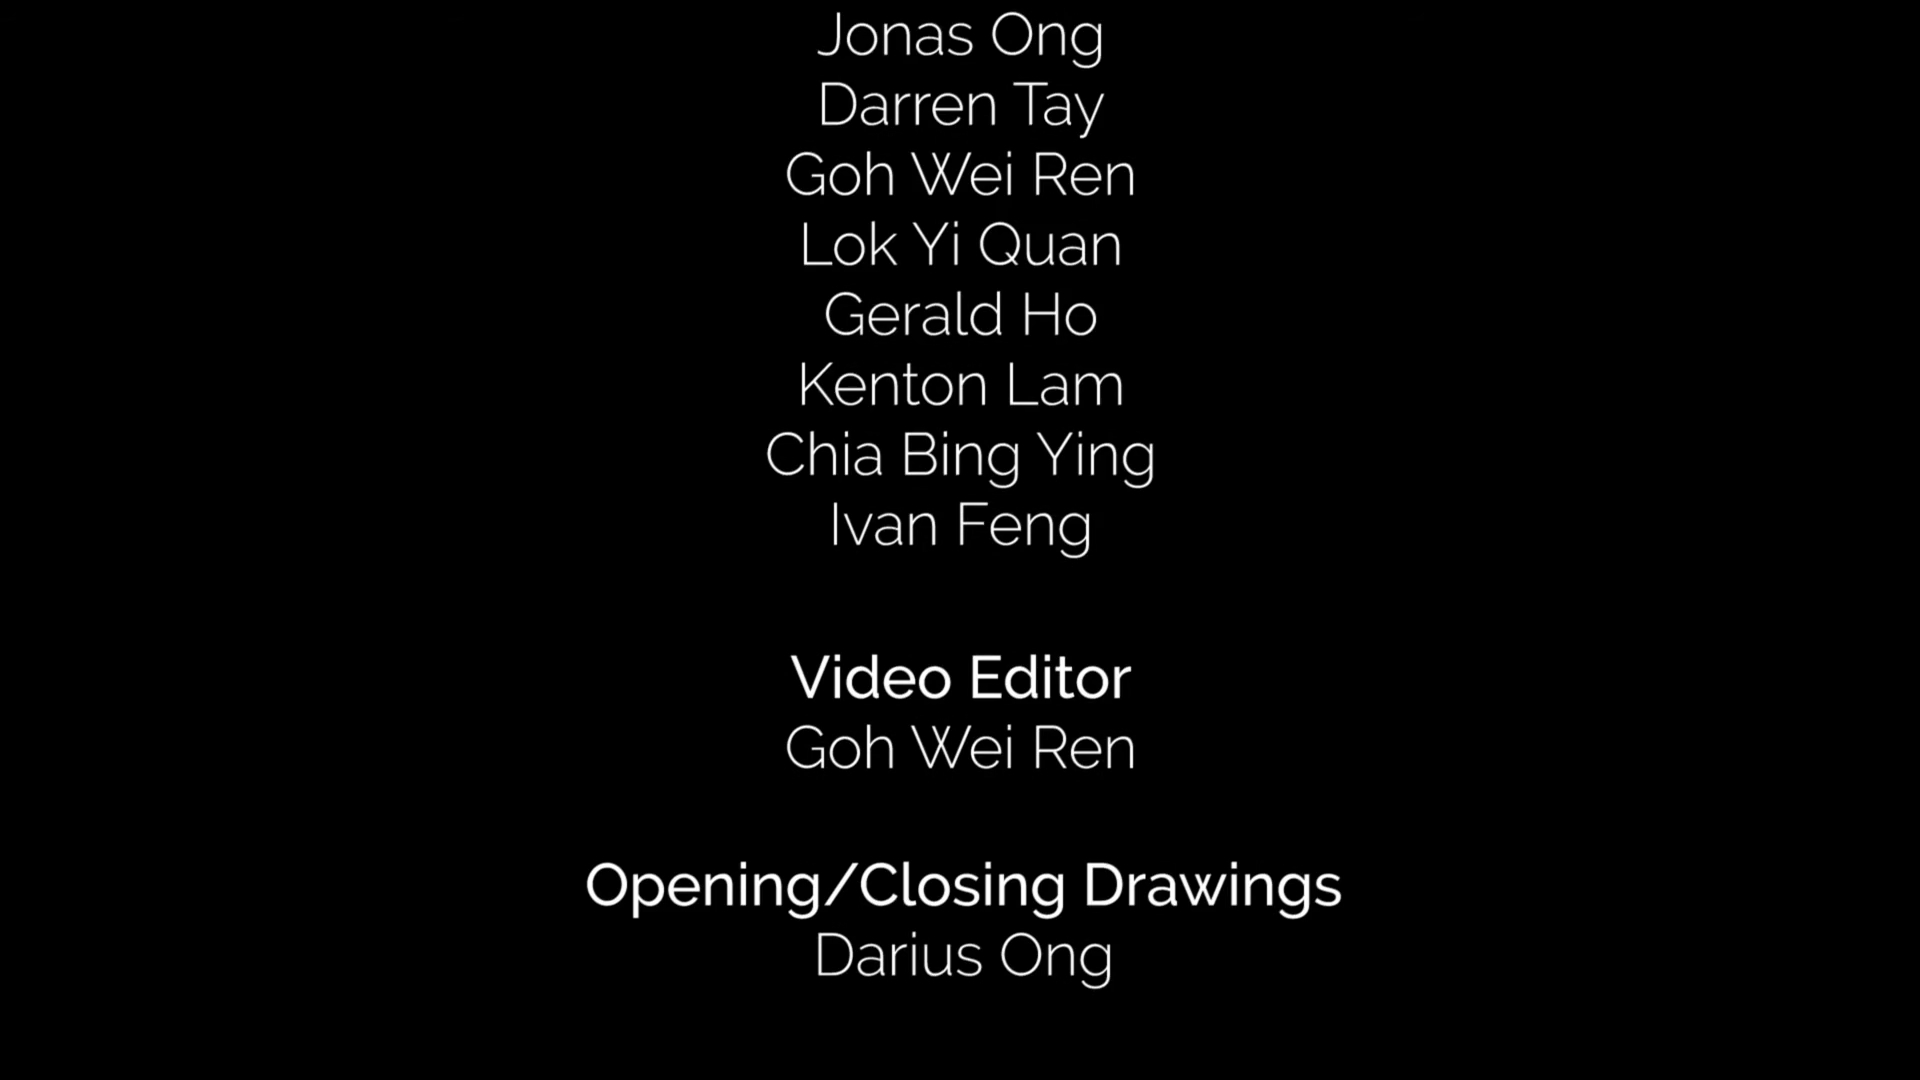 Jonas Ong
Darren Tay
Goh Wei Ren
Lok Yi Quan
Gerald Ho
Kenton Lam
Chia Bing Ying
Ivan Feng
Video Editor
Goh Wei Ren
Opening/Closing Drawings
Darius Ong